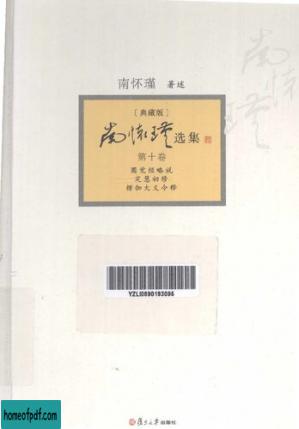 南怀瑾 著述
［典藏版］
南怀瑾选集
第十卷
圆觉经略说
定慧初修
楞伽大义今释
YZLI0890193095
复旦大学出版社
homeofpdf.com